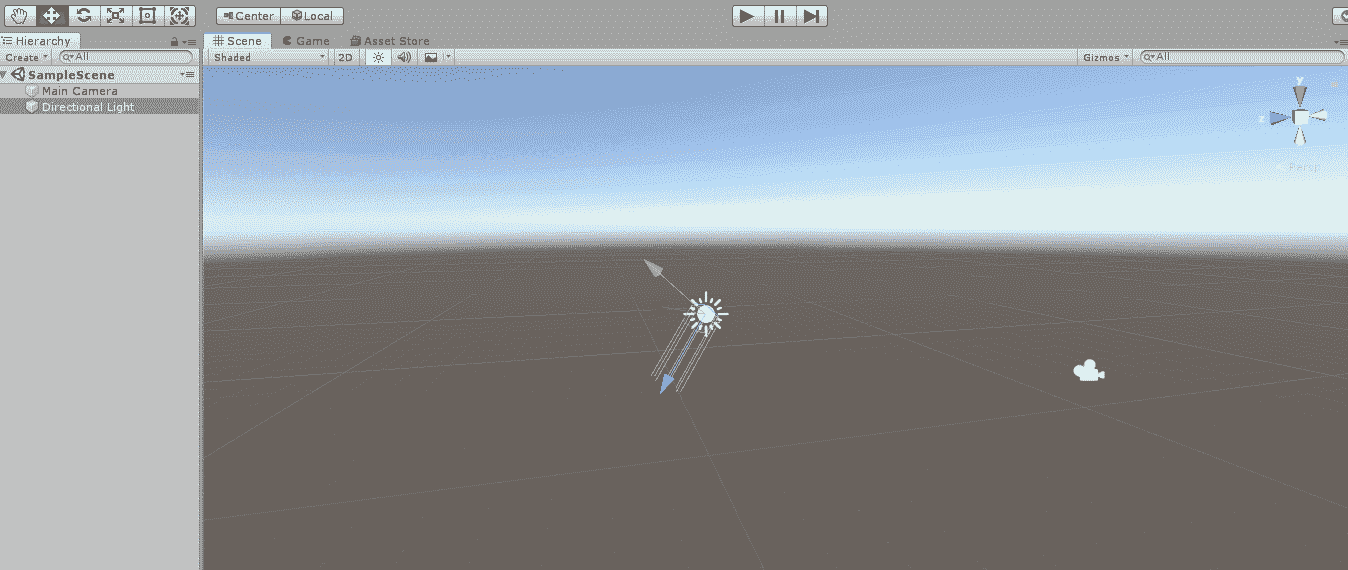 Center Local
Hierarchy
Scene Game Asset Store
Create All
Shaded 2D Gizmos All
SampleScene
Main Camera
Directional Light
y
z
Persp